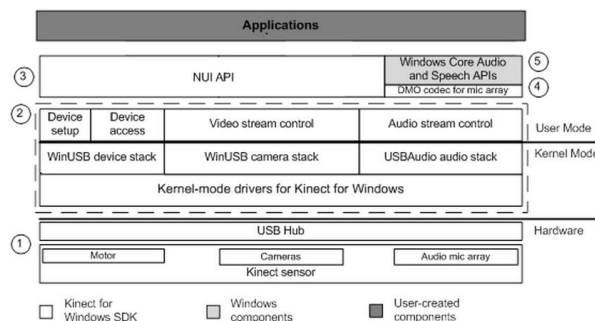 Applications
3
NUI API
Windows Core Audio
and Speech APIs
5
DMO codec for mic array
4
2
Device
setup
Device
access
Video stream control
Audio stream control
User Mode
WinUSB device stack
WinUSB camera stack
USBAudio audio stack
Kernel Mode
Kernel-mode drivers for Kinect for Windows
Hardware
1
USB Hub
Motor
Cameras
Audio mic array
Kinect sensor
Kinect for
Windows SDK
Windows
components
User-created
components